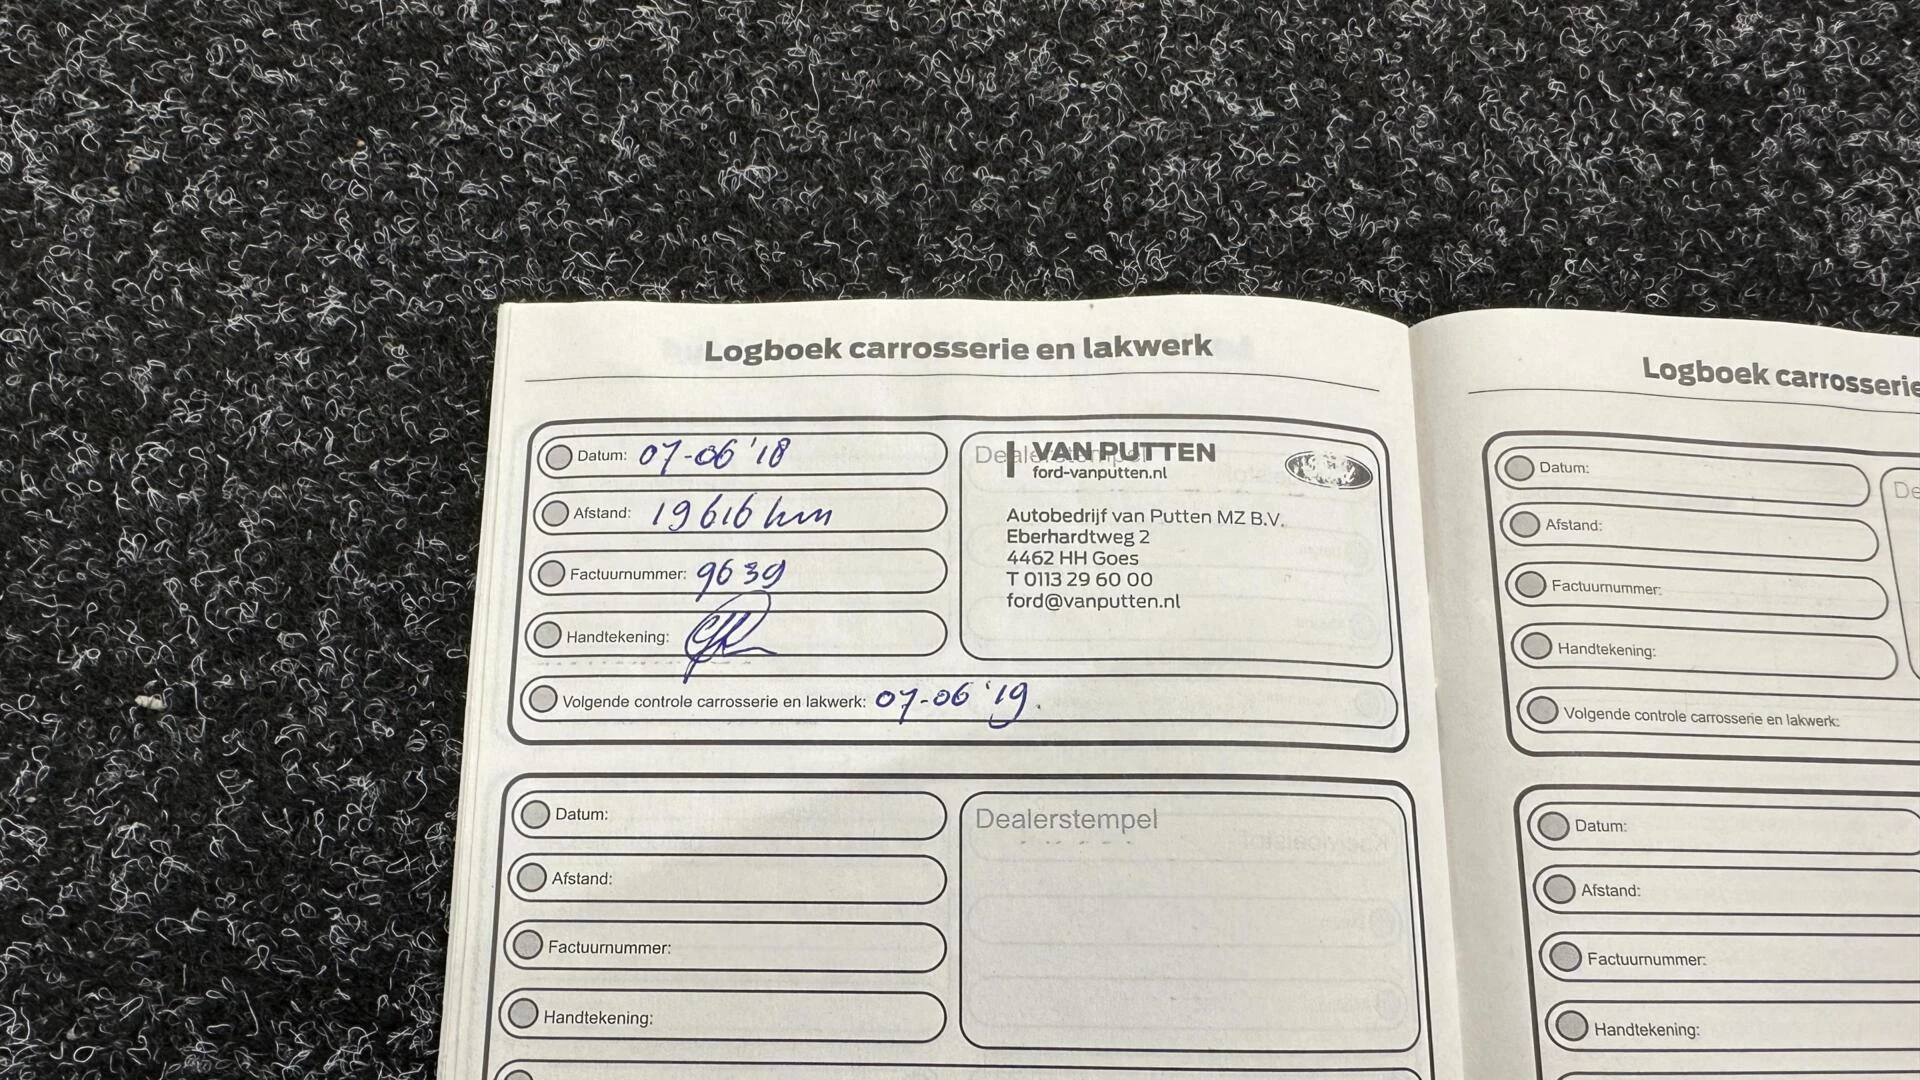 Logboek carrosserie en lakwerk
Datum: 07-06 '18
Afstand: 19616 km
Factuurnummer: 9639
Handtekening:
Dealerstempel
VAN PUTTEN
ford-vanputten.nl
Autobedrijf van Putten MZ B.V.
Eberhardtweg 2
4462 HH Goes
T 0113 29 60 00
ford@vanputten.nl
Volgende controle carrosserie en lakwerk: 07-06 '19.
Datum:
Afstand:
Factuurnummer:
Handtekening:
Dealerstempel
Logboek carrosserie
Datum:
Afstand:
Factuurnummer:
Handtekening:
De
Volgende controle carrosserie en lakwerk:
Datum:
Afstand:
Factuurnummer:
Handtekening: